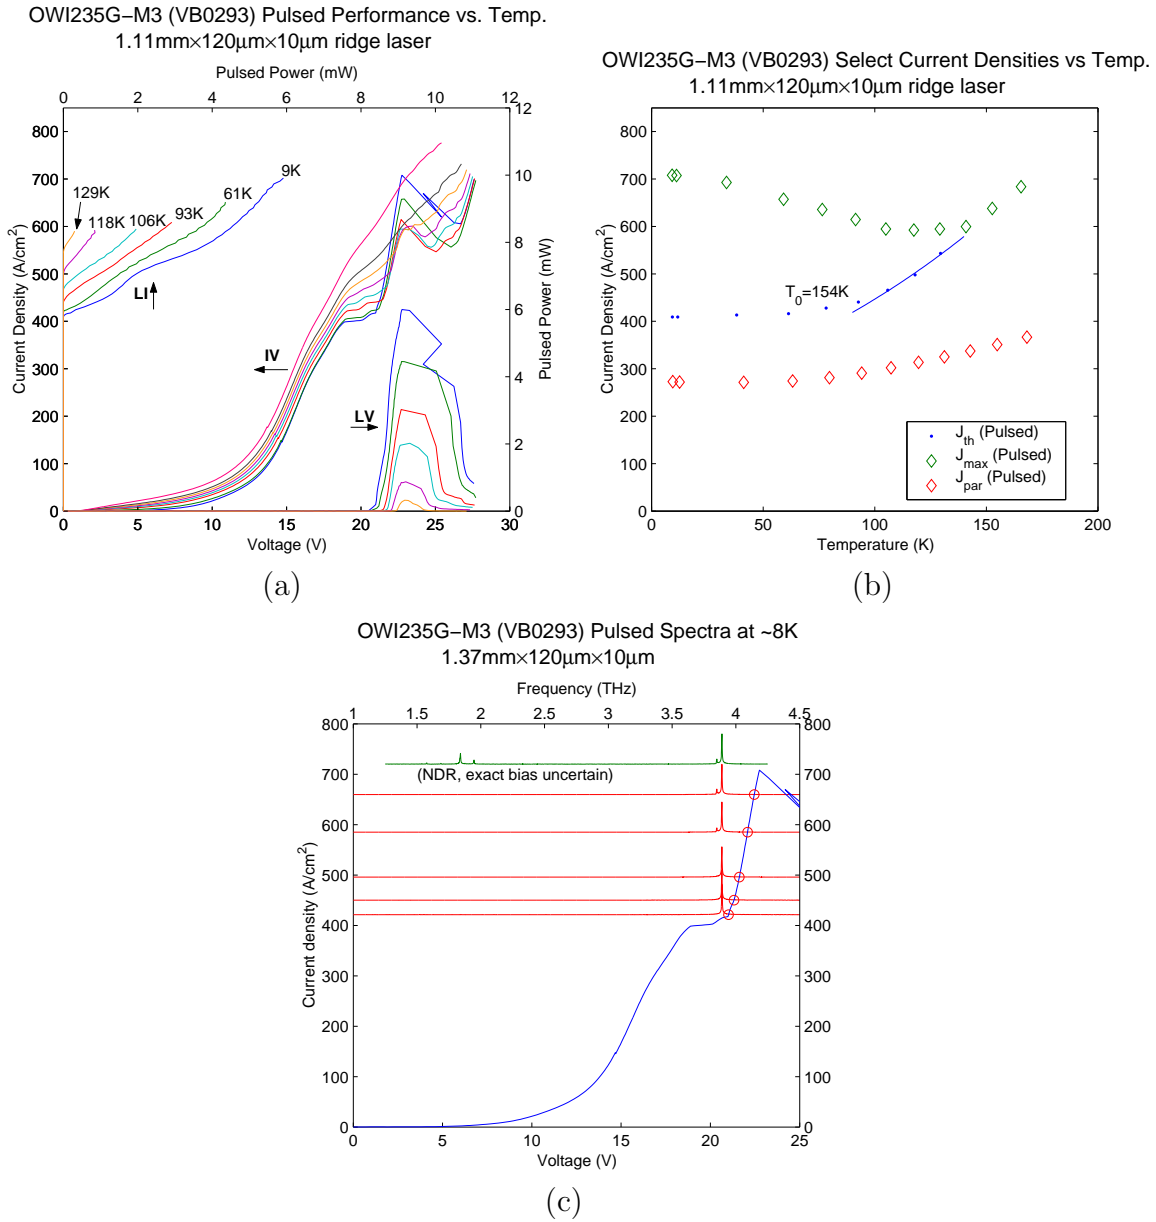 OWI235G−M3 (VB0293) Pulsed Performance vs. Temp.
1.11mm×120μm×10μm ridge laser
Pulsed Power (mW)
0 2 4 6 8 10 12
800
700
600
500
400
300
200
100
0
Current Density (A/cm²)
129K
118K
106K
93K
61K
9K
LI
IV
LV
12
10
8
6
4
2
0
Pulsed Power (mW)
0 5 10 15 20 25 30
Voltage (V)
(a)
OWI235G−M3 (VB0293) Select Current Densities vs Temp.
1.11mm×120μm×10μm ridge laser
800
700
600
500
400
300
200
100
0
Current Density (A/cm²)
T₀=154K
J_th (Pulsed)
J_max (Pulsed)
J_par (Pulsed)
0 50 100 150 200
Temperature (K)
(b)
OWI235G−M3 (VB0293) Pulsed Spectra at ~8K
1.37mm×120μm×10μm
Frequency (THz)
1 1.5 2 2.5 3 3.5 4 4.5
800
700
600
500
400
300
200
100
0
Current density (A/cm²)
(NDR, exact bias uncertain)
800
700
600
500
400
300
200
100
0
0 5 10 15 20 25
Voltage (V)
(c)